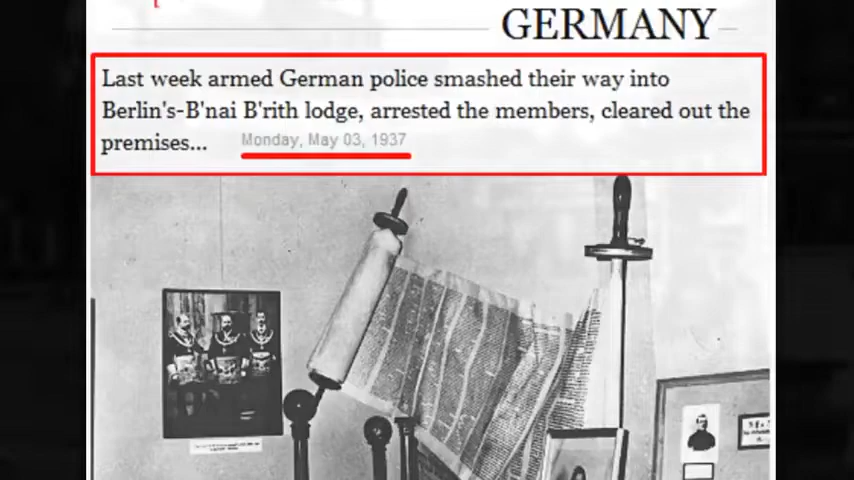 GERMANY
Last week armed German police smashed their way into
Berlin's-B'nai B'rith lodge, arrested the members, cleared out the
premises... Monday, May 03, 1937